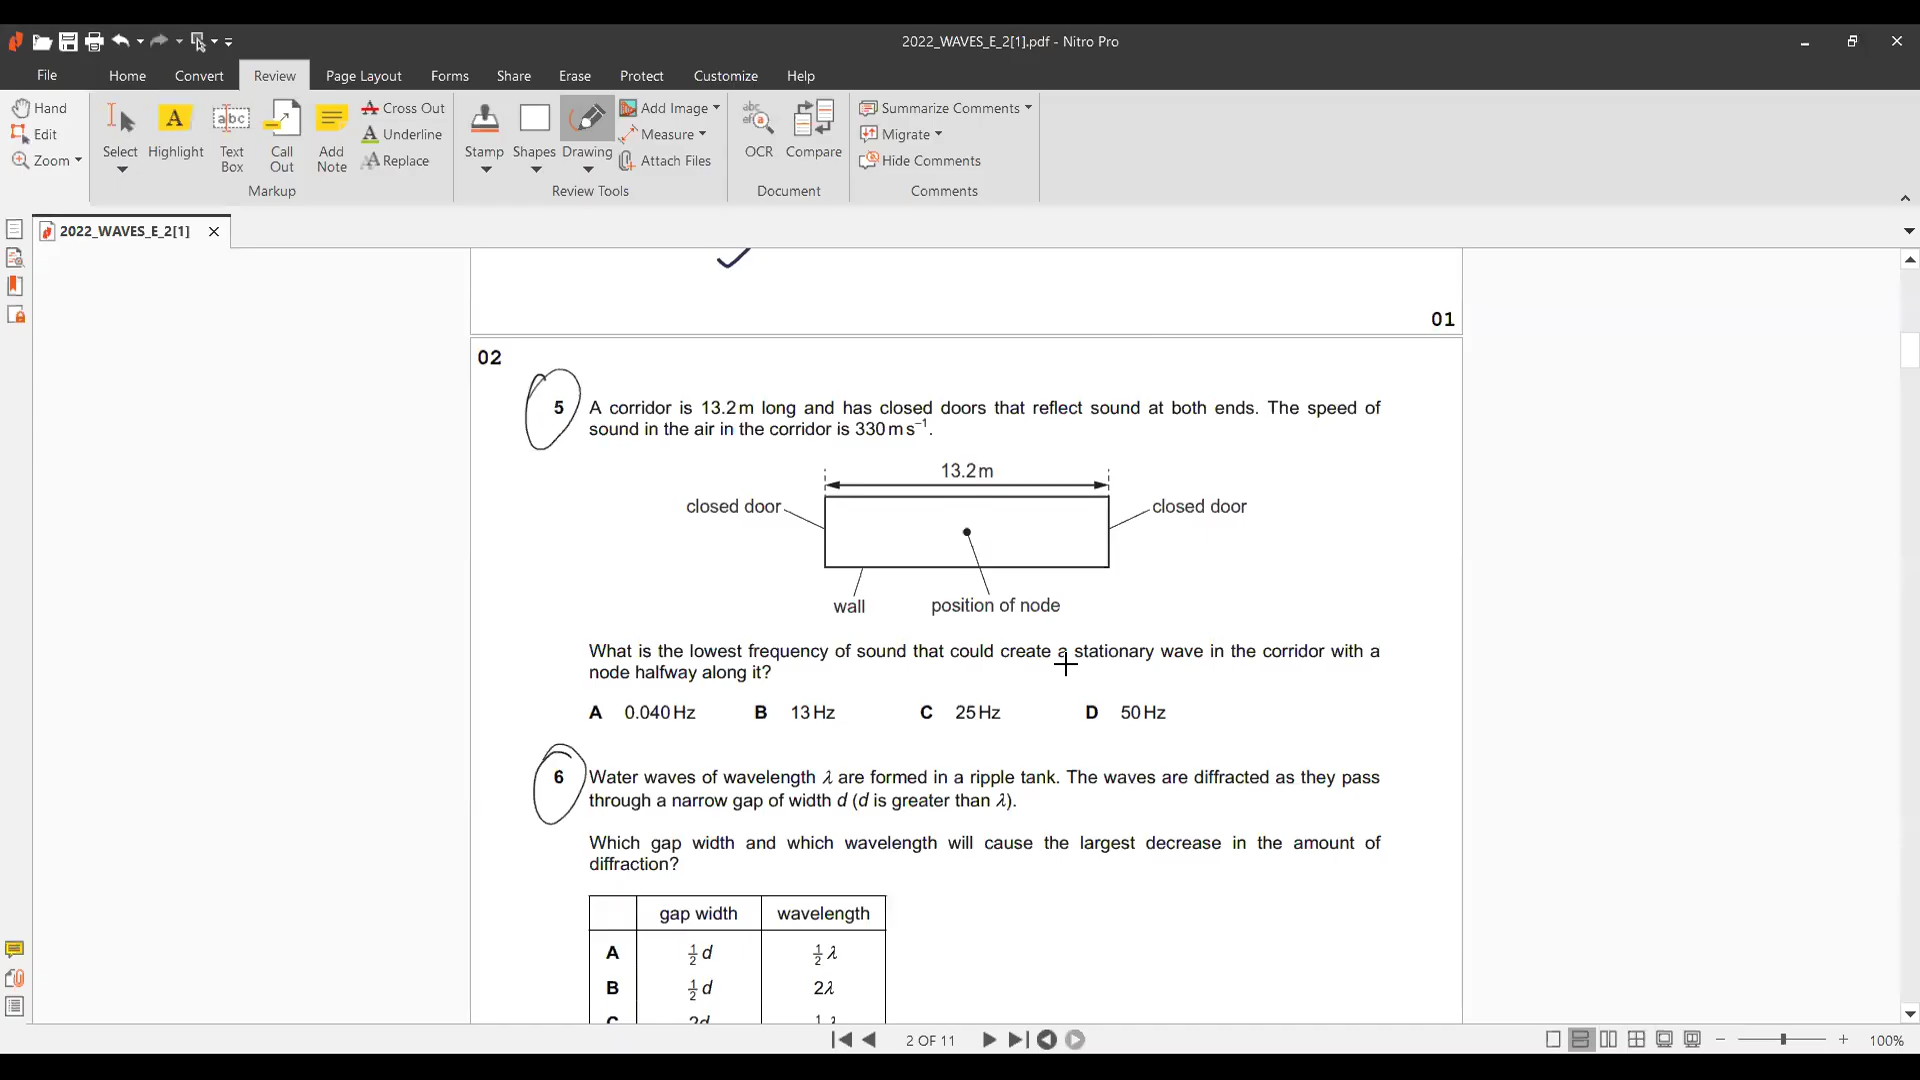 2022_WAVES_E_2[1].pdf - Nitro Pro
File Home Convert Review Page Layout Forms Share Erase Protect Customize Help
Hand
Edit
Zoom
Select
Highlight
Text Box
Call Out
Add Note
Cross Out
Underline
Replace
Markup
Stamp
Shapes
Drawing
Add Image
Measure
Attach Files
Review Tools
OCR
Compare
Document
Summarize Comments
Migrate
Hide Comments
Comments
2022_WAVES_E_2[1]
01
02
5 A corridor is 13.2 m long and has closed doors that reflect sound at both ends. The speed of
sound in the air in the corridor is 330 m s⁻¹.
13.2 m
closed door
closed door
wall
position of node
What is the lowest frequency of sound that could create a stationary wave in the corridor with a
node halfway along it?
A 0.040 Hz B 13 Hz C 25 Hz D 50 Hz
6 Water waves of wavelength λ are formed in a ripple tank. The waves are diffracted as they pass
through a narrow gap of width d (d is greater than λ).
Which gap width and which wavelength will cause the largest decrease in the amount of
diffraction?
gap width wavelength
A ½ d ½ λ
B ½ d 2λ
2 OF 11
100%